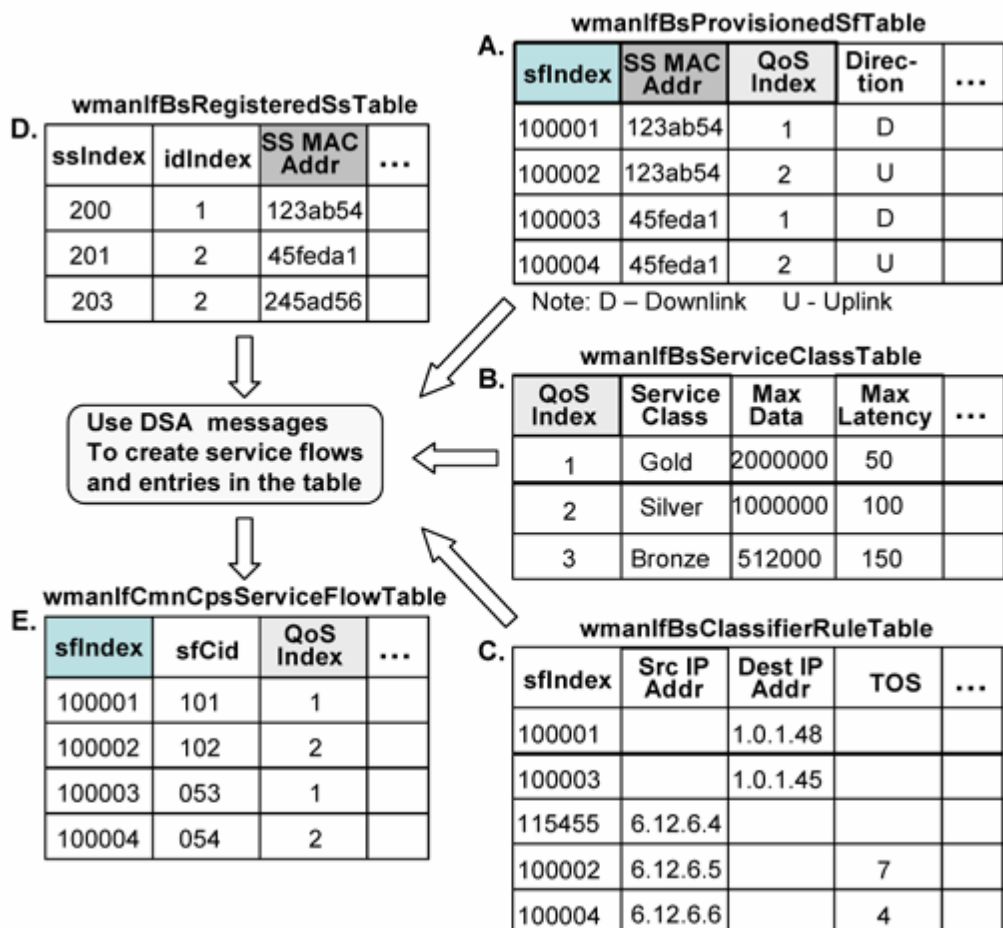 wmanIfBsProvisionedSfTable
A.
sfIndex SS MAC Addr QoS Index Direc-tion ...
100001 123ab54 1 D
100002 123ab54 2 U
100003 45feda1 1 D
100004 45feda1 2 U
Note: D – Downlink U - Uplink
wmanIfBsRegisteredSsTable
D.
ssIndex idIndex SS MAC Addr ...
200 1 123ab54
201 2 45feda1
203 2 245ad56
wmanIfBsServiceClassTable
B.
QoS Index Service Class Max Data Max Latency ...
1 Gold 2000000 50
2 Silver 1000000 100
3 Bronze 512000 150
Use DSA messages
To create service flows
and entries in the table
wmanIfCmnCpsServiceFlowTable
E.
sfIndex sfCid QoS Index ...
100001 101 1
100002 102 2
100003 053 1
100004 054 2
wmanIfBsClassifierRuleTable
C.
sfIndex Src IP Addr Dest IP Addr TOS ...
100001 1.0.1.48
100003 1.0.1.45
115455 6.12.6.4
100002 6.12.6.5 7
100004 6.12.6.6 4